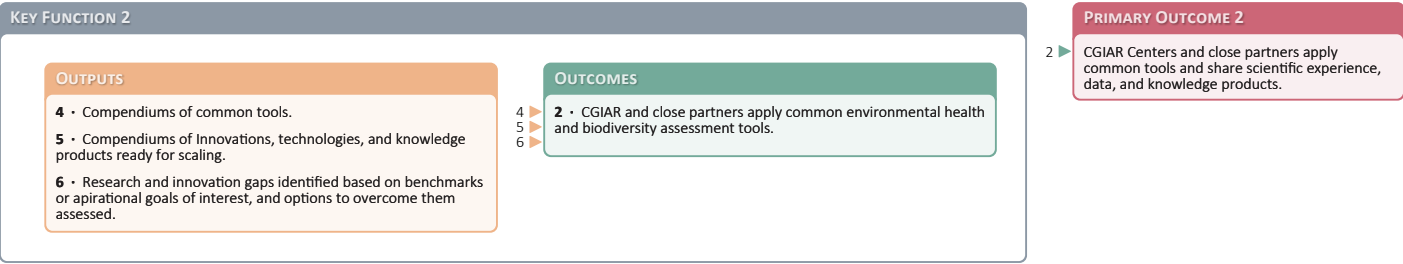 KEY FUNCTION 2
OUTPUTS
4 · Compendiums of common tools.
5 · Compendiums of Innovations, technologies, and knowledge
products ready for scaling.
6 · Research and innovation gaps identified based on benchmarks
or apirational goals of interest, and options to overcome them
assessed.
4
5
6
OUTCOMES
2 · CGIAR and close partners apply common environmental health
and biodiversity assessment tools.
2
PRIMARY OUTCOME 2
CGIAR Centers and close partners apply
common tools and share scientific experience,
data, and knowledge products.